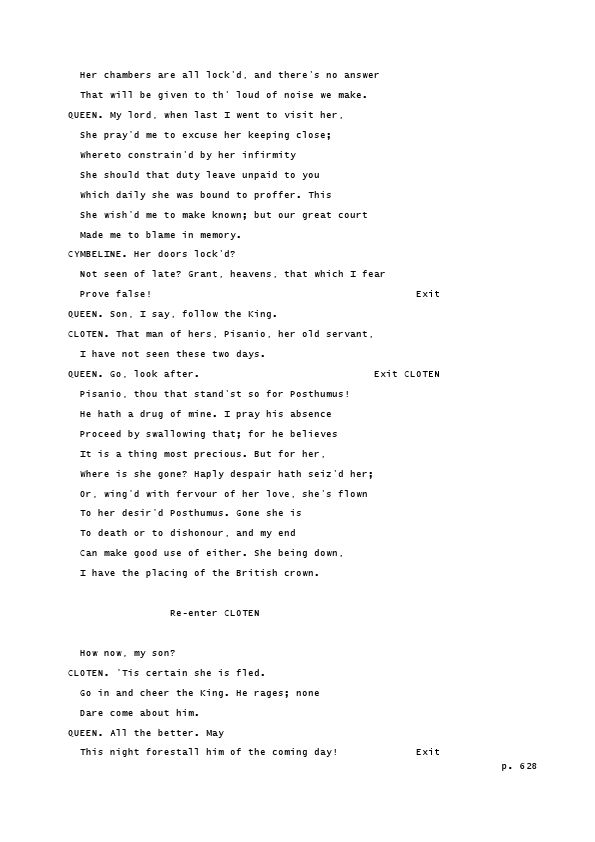 Her chambers are all lock'd, and there's no answer
That will be given to th' loud of noise we make.
QUEEN. My lord, when last I went to visit her,
She pray'd me to excuse her keeping close;
Whereto constrain'd by her infirmity
She should that duty leave unpaid to you
Which daily she was bound to proffer. This
She wish'd me to make known; but our great court
Made me to blame in memory.
CYMBELINE. Her doors lock'd?
Not seen of late? Grant, heavens, that which I fear
Prove false! Exit
QUEEN. Son, I say, follow the King.
CLOTEN. That man of hers, Pisanio, her old servant,
I have not seen these two days.
QUEEN. Go, look after. Exit CLOTEN
Pisanio, thou that stand'st so for Posthumus!
He hath a drug of mine. I pray his absence
Proceed by swallowing that; for he believes
It is a thing most precious. But for her,
Where is she gone? Haply despair hath seiz'd her;
Or, wing'd with fervour of her love, she's flown
To her desir'd Posthumus. Gone she is
To death or to dishonour, and my end
Can make good use of either. She being down,
I have the placing of the British crown.
Re-enter CLOTEN
How now, my son?
CLOTEN. 'Tis certain she is fled.
Go in and cheer the King. He rages; none
Dare come about him.
QUEEN. All the better. May
This night forestall him of the coming day! Exit
p. 628